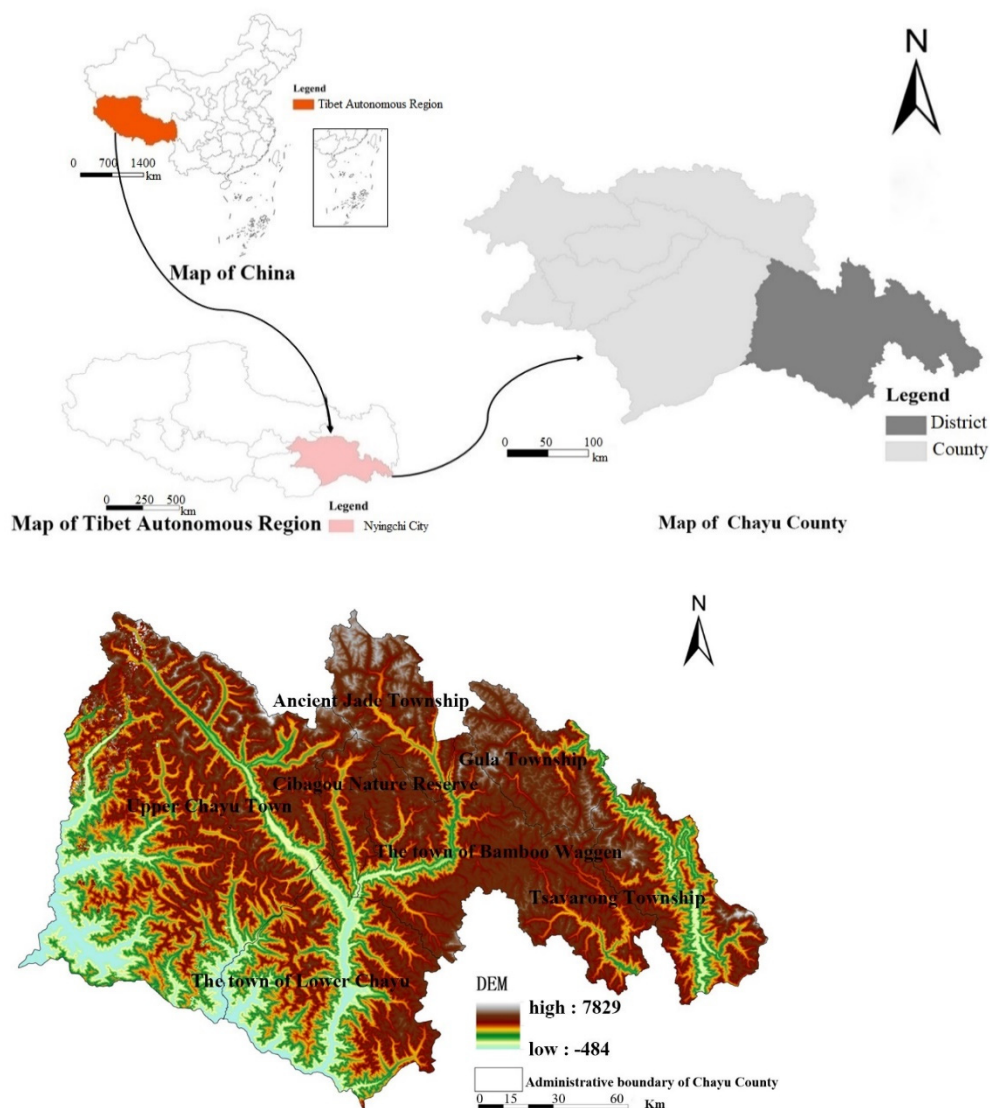 N
Legend
Tibet Autonomous Region
0 700 1400
km
Map of China
Legend
District
County
0 50 100
km
0 250 500
km
Legend
Map of Tibet Autonomous Region
Nyingchi City
Map of Chayu County
N
Ancient Jade Township
Gula Township
Cibagou Nature Reserve
Upper Chayu Town
The town of Bamboo Waggen
Tsavarong Township
The town of Lower Chayu
DEM
high : 7829
low : -484
Administrative boundary of Chayu County
0 15 30 60
Km